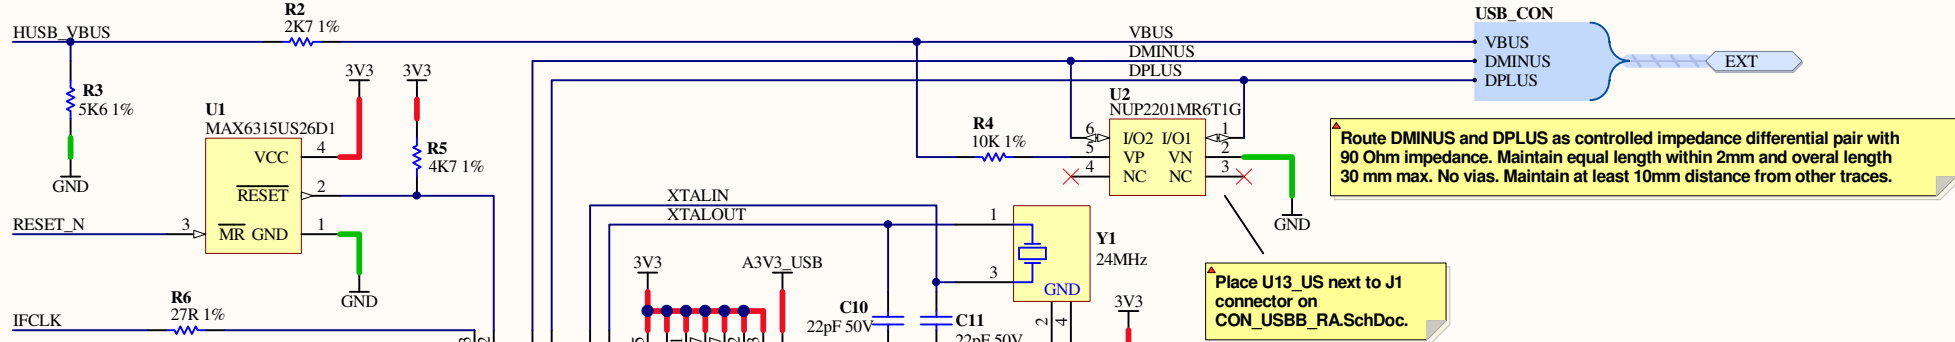 R2
2K7 1%
HUSB_VBUS
R3
5K6 1%
GND
U1
MAX6315US26D1
VCC
4
RESET
2
MR GND
3
1
RESET_N
3V3
3V3
R5
4K7 1%
GND
R6
27R 1%
IFCLK
VBUS
DMINUS
DPLUS
USB_CON
VBUS
DMINUS
DPLUS
EXT
U2
NUP2201MR6T1G
6
I/O2 I/O1
1
5
VP VN
2
4
NC NC
3
R4
10K 1%
GND
Route DMINUS and DPLUS as controlled impedance differential pair with
90 Ohm impedance. Maintain equal length within 2mm and overal length
30 mm max. No vias. Maintain at least 10mm distance from other traces.
Place U13_US next to J1
connector on
CON_USBB_RA.SchDoc.
XTALIN
XTALOUT
1
3
Y1
24MHz
GND
2
4
3V3
3V3
A3V3_USB
C10
22pF 50V
C11
22pF 50V